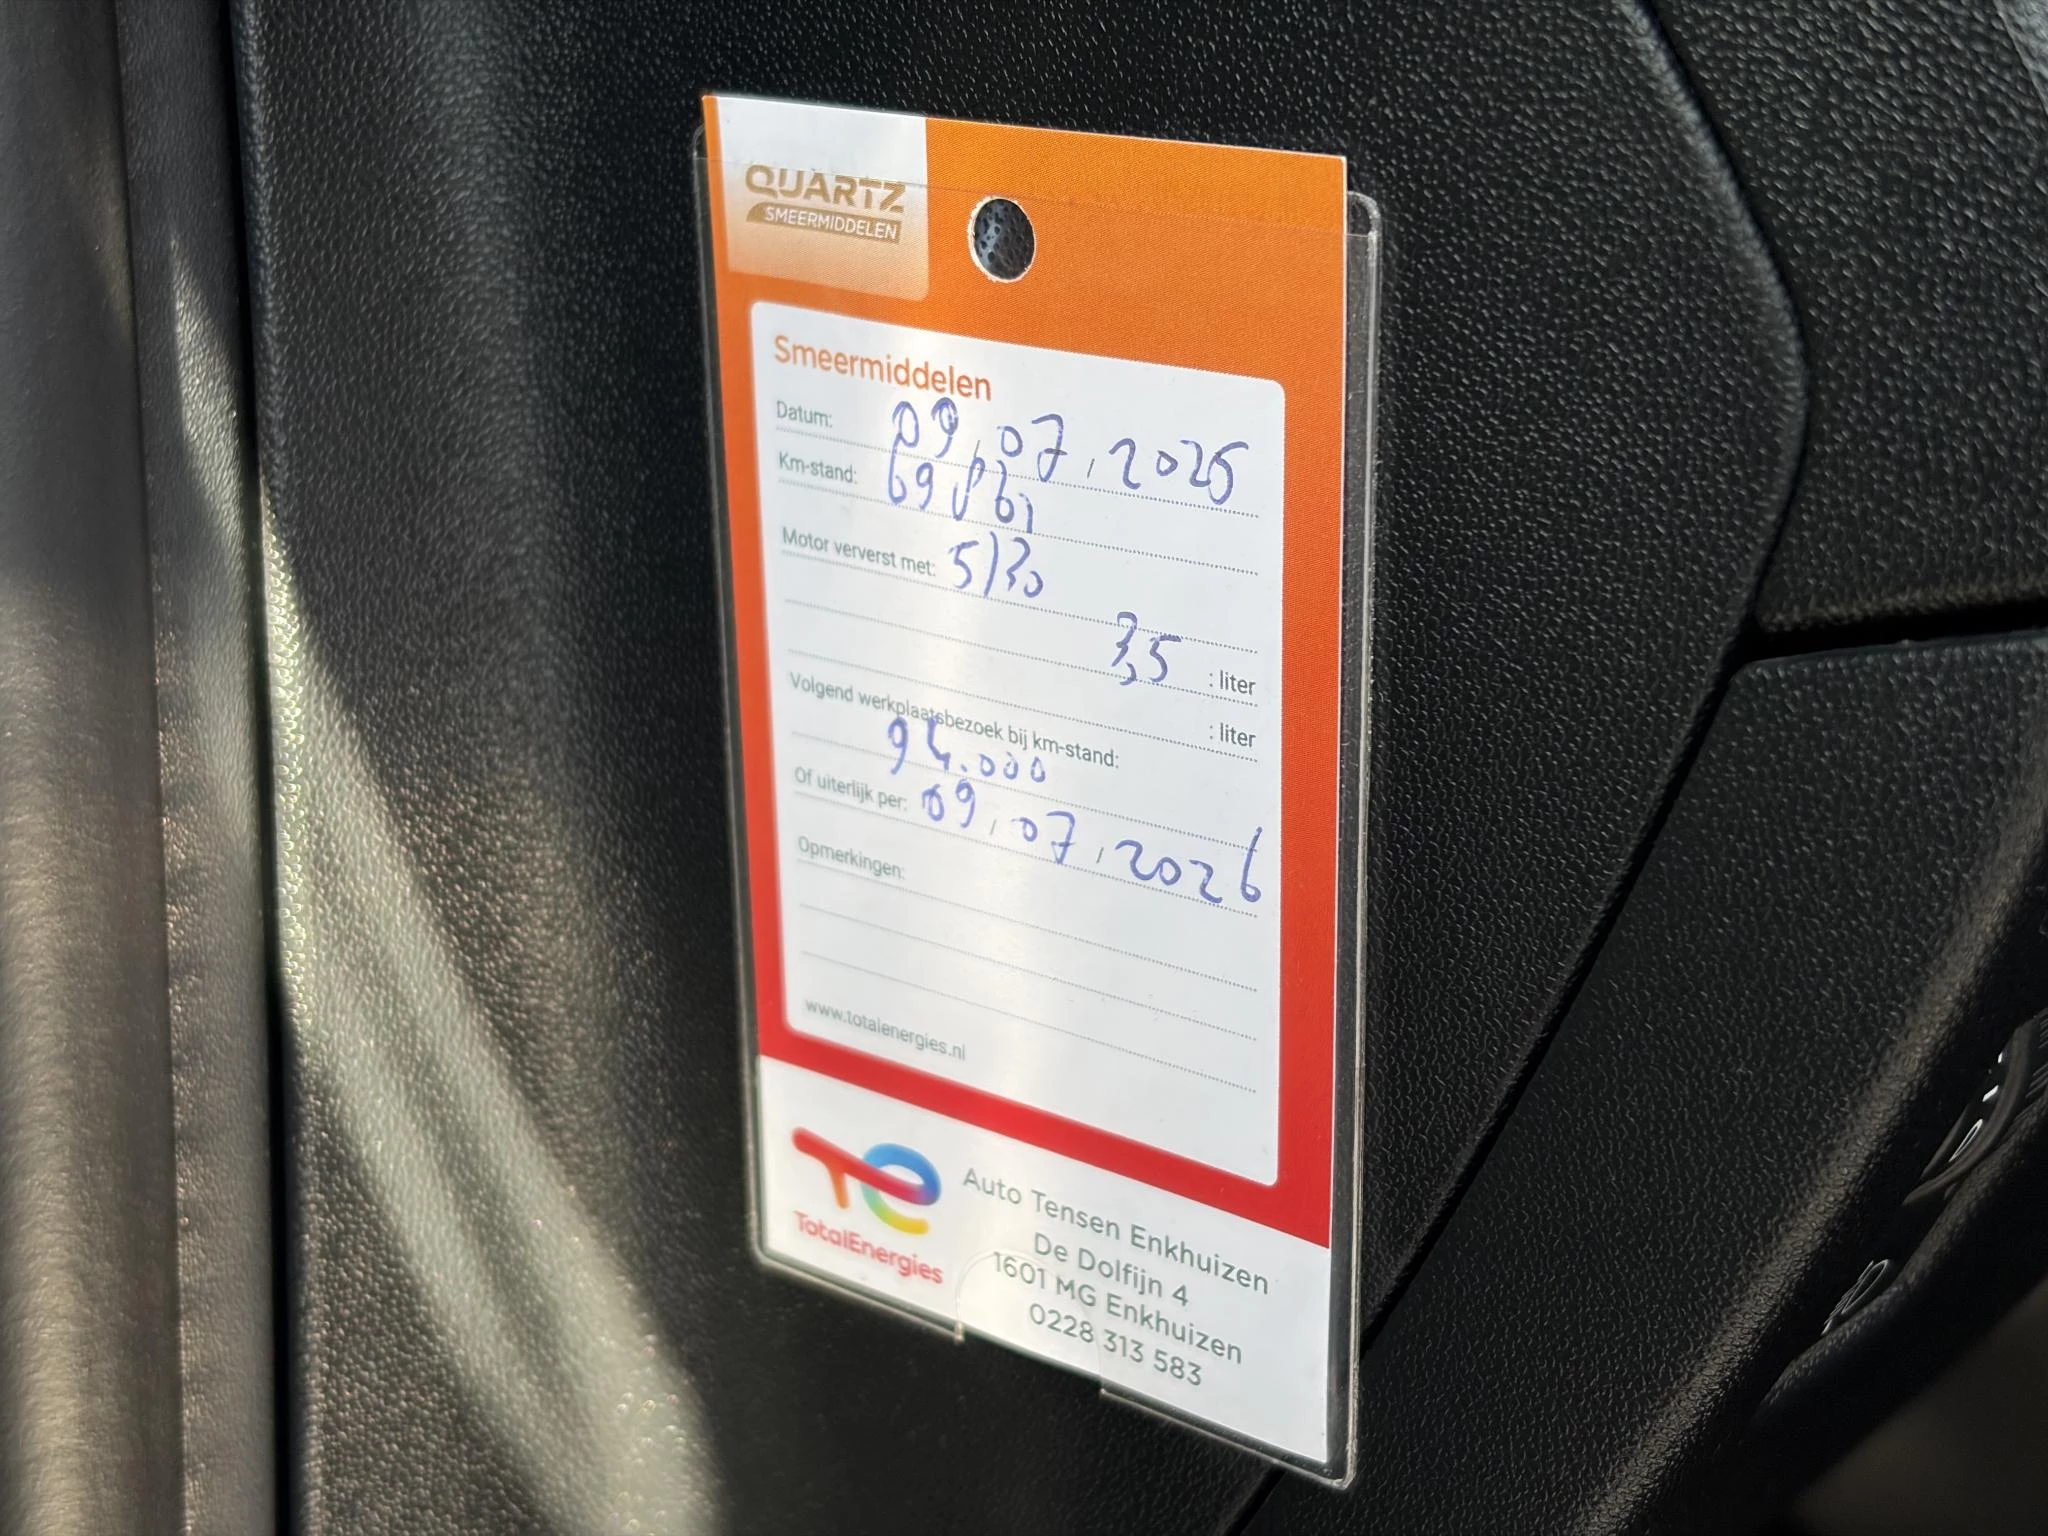 QUARTZ
SMEERMIDDELEN
Smeermiddelen
Datum: 09,07,2025
Km-stand: 69861
Motor ververst met: 5/30
3,5 : liter
: liter
Volgend werkplaatsbezoek bij km-stand:
94.000
Of uiterlijk per: 09,07,2026
Opmerkingen:
www.totalenergies.nl
TotalEnergies
Auto Tensen Enkhuizen
De Dolfijn 4
1601 MG Enkhuizen
0228 313 583